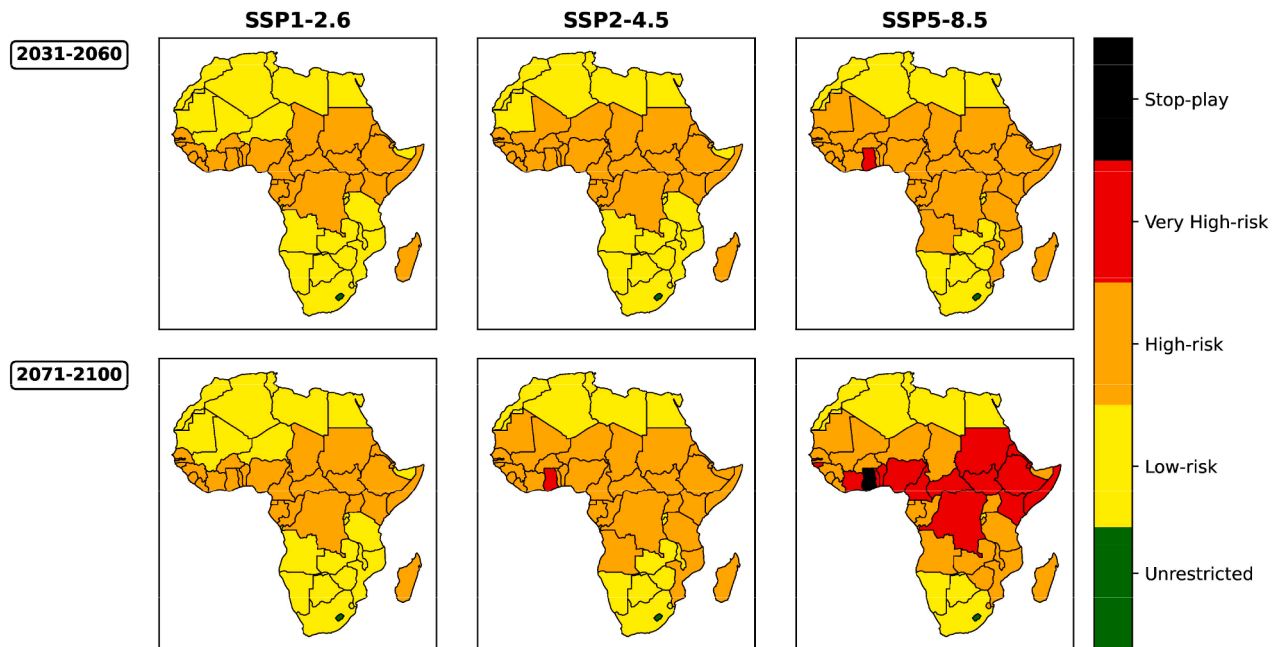 SSP1-2.6
SSP2-4.5
SSP5-8.5
2031-2060
2071-2100
Stop-play
Very High-risk
High-risk
Low-risk
Unrestricted